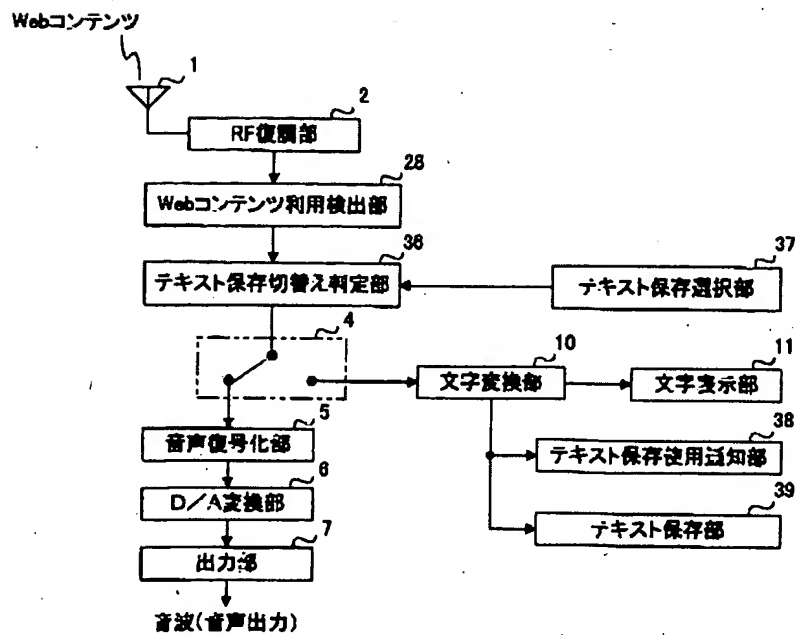 Webコンテンツ
1
2
RF復調部
28
Webコンテンツ利用検出部
36
テキスト保存切替え判定部
37
テキスト保存選択部
4
10
文字変換部
11
文字表示部
5
音声復号化部
38
テキスト保存使用通知部
6
D/A変換部
39
テキスト保存部
7
出力部
音波(音声出力)